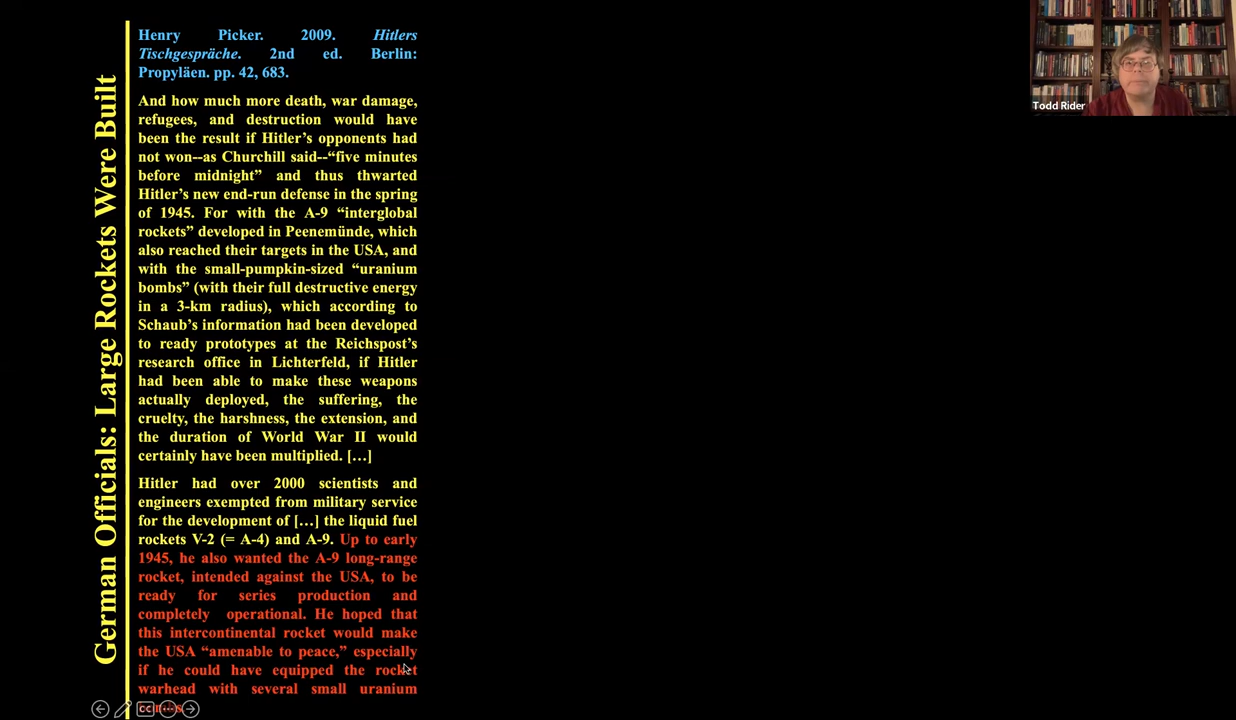 German Officials: Large Rockets Were Built
Henry Picker. 2009. Hitlers
Tischgespräche. 2nd ed. Berlin:
Propyläen. pp. 42, 683.
And how much more death, war damage,
refugees, and destruction would have
been the result if Hitler’s opponents had
not won--as Churchill said--“five minutes
before midnight” and thus thwarted
Hitler’s new end-run defense in the spring
of 1945. For with the A-9 “interglobal
rockets” developed in Peenemünde, which
also reached their targets in the USA, and
with the small-pumpkin-sized “uranium
bombs” (with their full destructive energy
in a 3-km radius), which according to
Schaub’s information had been developed
to ready prototypes at the Reichspost’s
research office in Lichterfeld, if Hitler
had been able to make these weapons
actually deployed, the suffering, the
cruelty, the harshness, the extension, and
the duration of World War II would
certainly have been multiplied. […]
Hitler had over 2000 scientists and
engineers exempted from military service
for the development of […] the liquid fuel
rockets V-2 (= A-4) and A-9. Up to early
1945, he also wanted the A-9 long-range
rocket, intended against the USA, to be
ready for series production and
completely operational. He hoped that
this intercontinental rocket would make
the USA “amenable to peace,” especially
if he could have equipped the rocket
warhead with several small uranium
Todd Rider